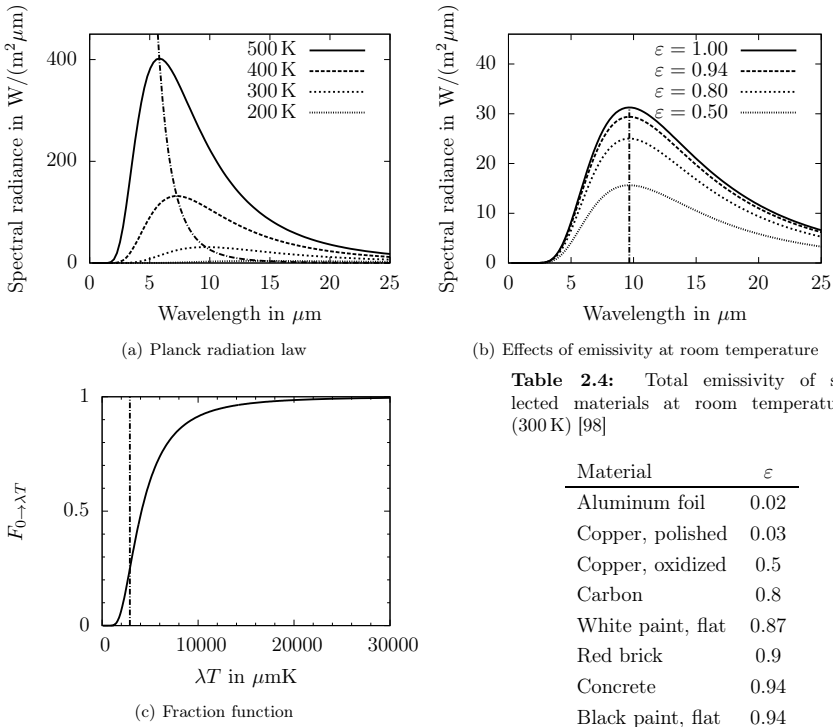 Spectral radiance in W/(m²μm)
400
200
0
500 K
400 K
300 K
200 K
0 5 10 15 20 25
Wavelength in μm
(a) Planck radiation law
Spectral radiance in W/(m²μm)
40
30
20
10
0
ε = 1.00
ε = 0.94
ε = 0.80
ε = 0.50
0 5 10 15 20 25
Wavelength in μm
(b) Effects of emissivity at room temperature
F0→λT
1
0.5
0
0 10000 20000 30000
λT in μmK
(c) Fraction function
Table 2.4: Total emissivity of s
lected materials at room temperatu
(300 K) [98]
Material ε
Aluminum foil 0.02
Copper, polished 0.03
Copper, oxidized 0.5
Carbon 0.8
White paint, flat 0.87
Red brick 0.9
Concrete 0.94
Black paint, flat 0.94